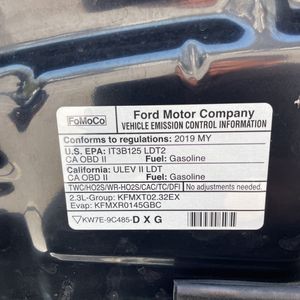 FoMoCo
Ford Motor Company
VEHICLE EMISSION CONTROL INFORMATION
Conforms to regulations: 2019 MY
U.S. EPA: IT3B125 LDT2
CA OBD II Fuel: Gasoline
California: ULEV II LDT
CA OBD II Fuel: Gasoline
TWC/HO2S/WR-HO2S/CAC/TC/DFI No adjustments needed.
2.3L-Group: KFMXT02.32EX
Evap: KFMXR0145GBC
KW7E-9C485-D X G